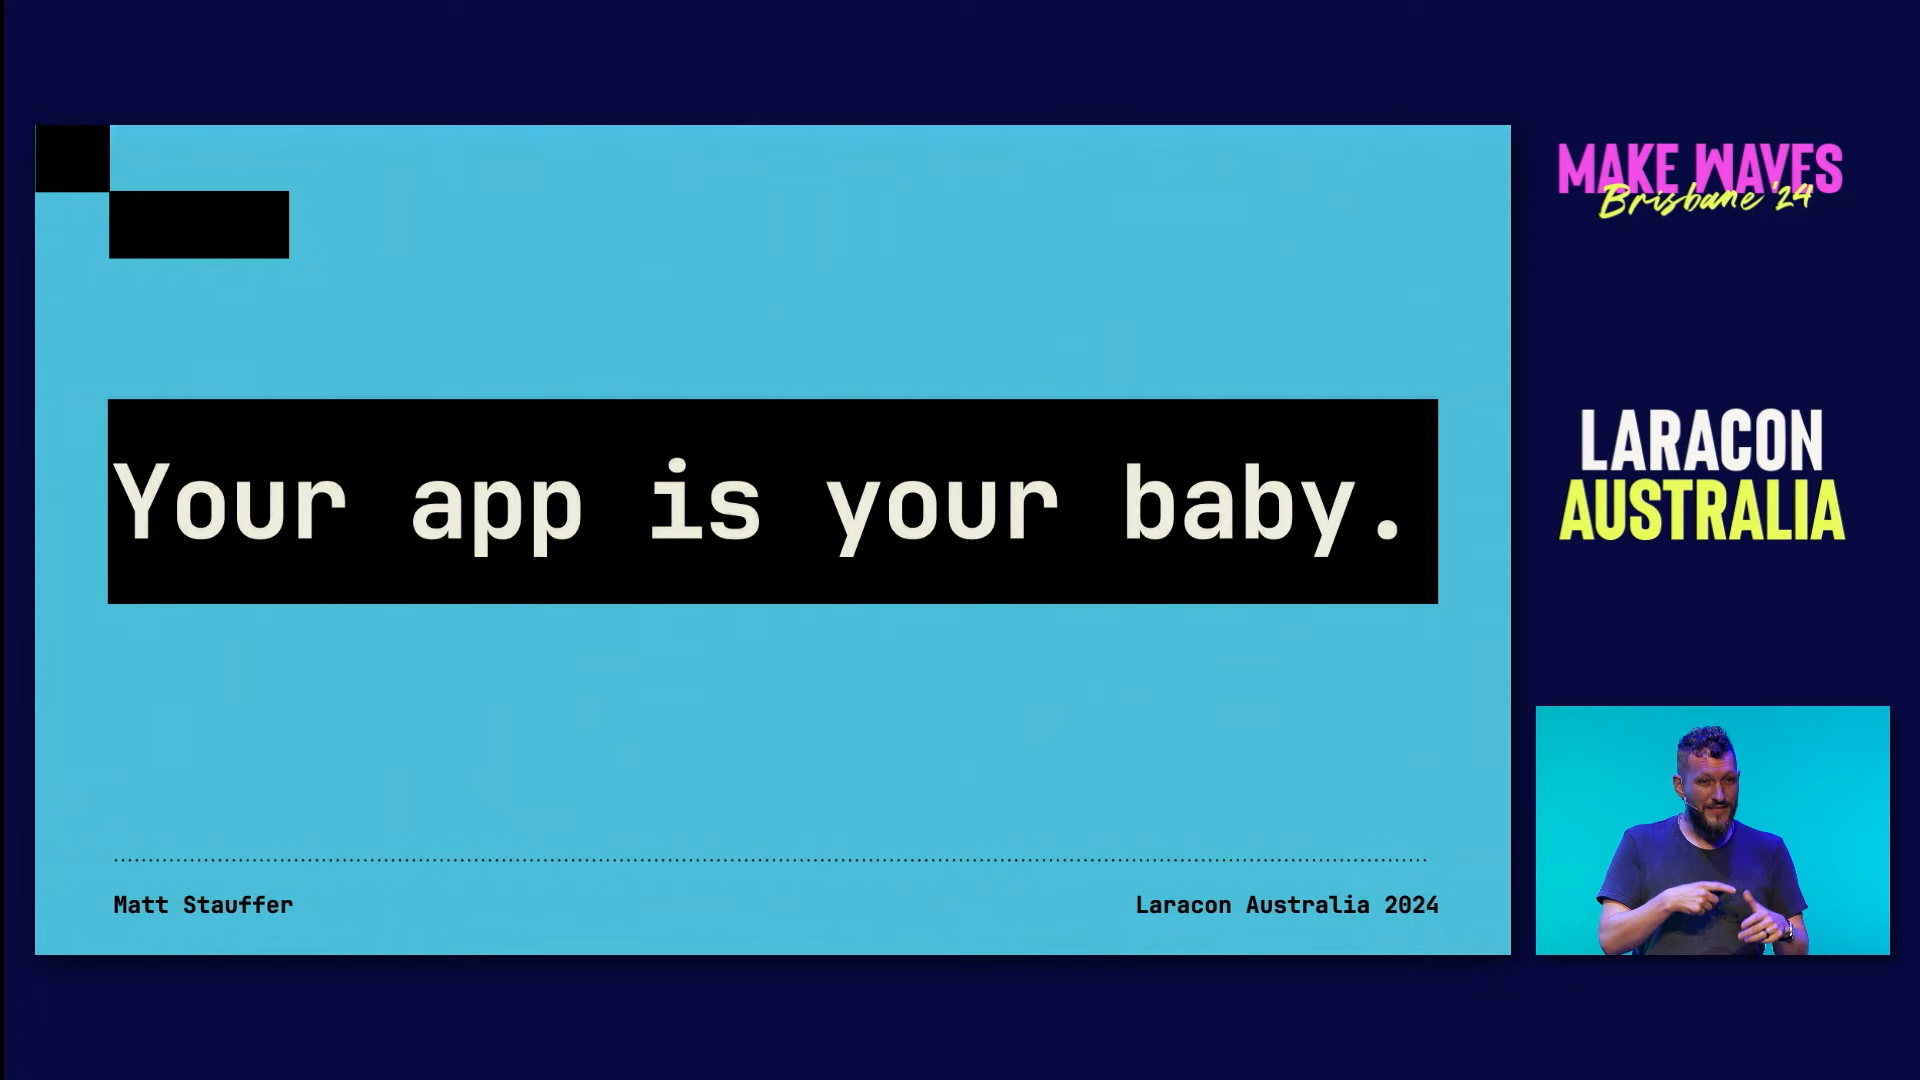 Your app is your baby.
Matt Stauffer
Laracon Australia 2024
MAKE WAVES
Brisbane '24
LARACON
AUSTRALIA